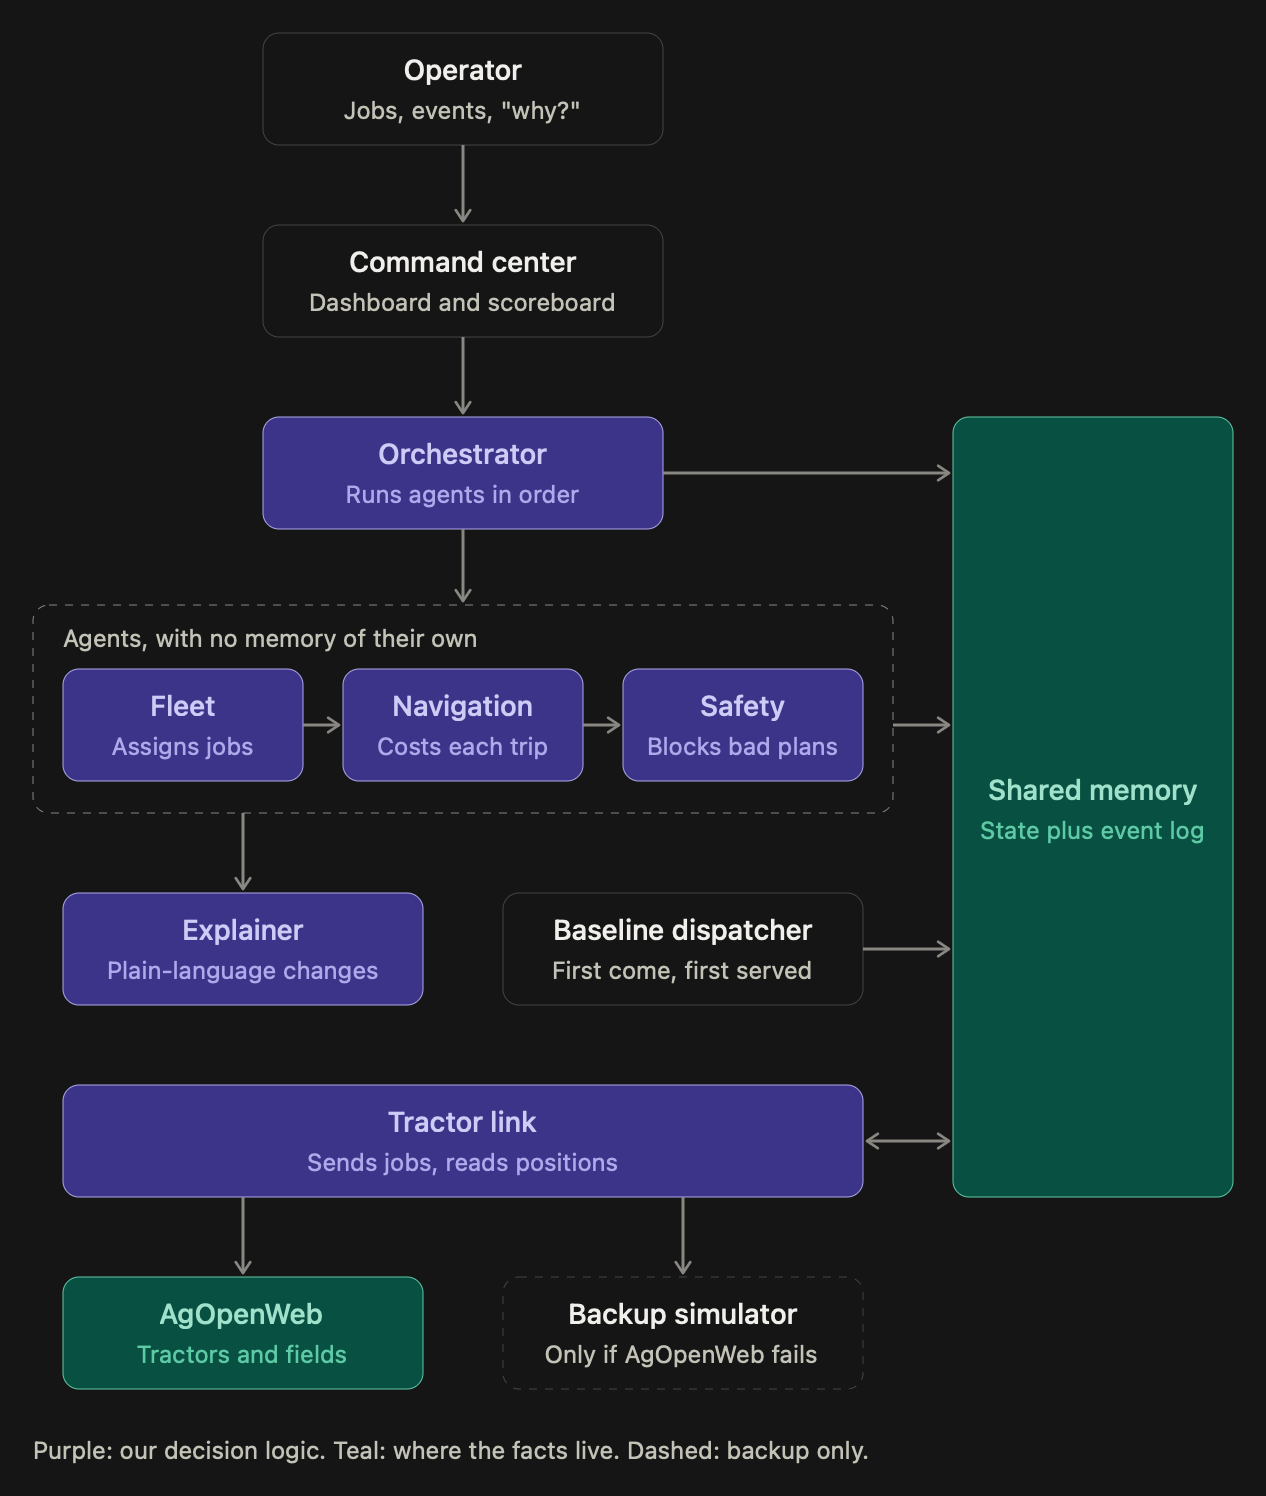 Operator
Jobs, events, "why?"
Command center
Dashboard and scoreboard
Orchestrator
Runs agents in order
Agents, with no memory of their own
Fleet
Assigns jobs
Navigation
Costs each trip
Safety
Blocks bad plans
Shared memory
State plus event log
Explainer
Plain-language changes
Baseline dispatcher
First come, first served
Tractor link
Sends jobs, reads positions
AgOpenWeb
Tractors and fields
Backup simulator
Only if AgOpenWeb fails
Purple: our decision logic. Teal: where the facts live. Dashed: backup only.